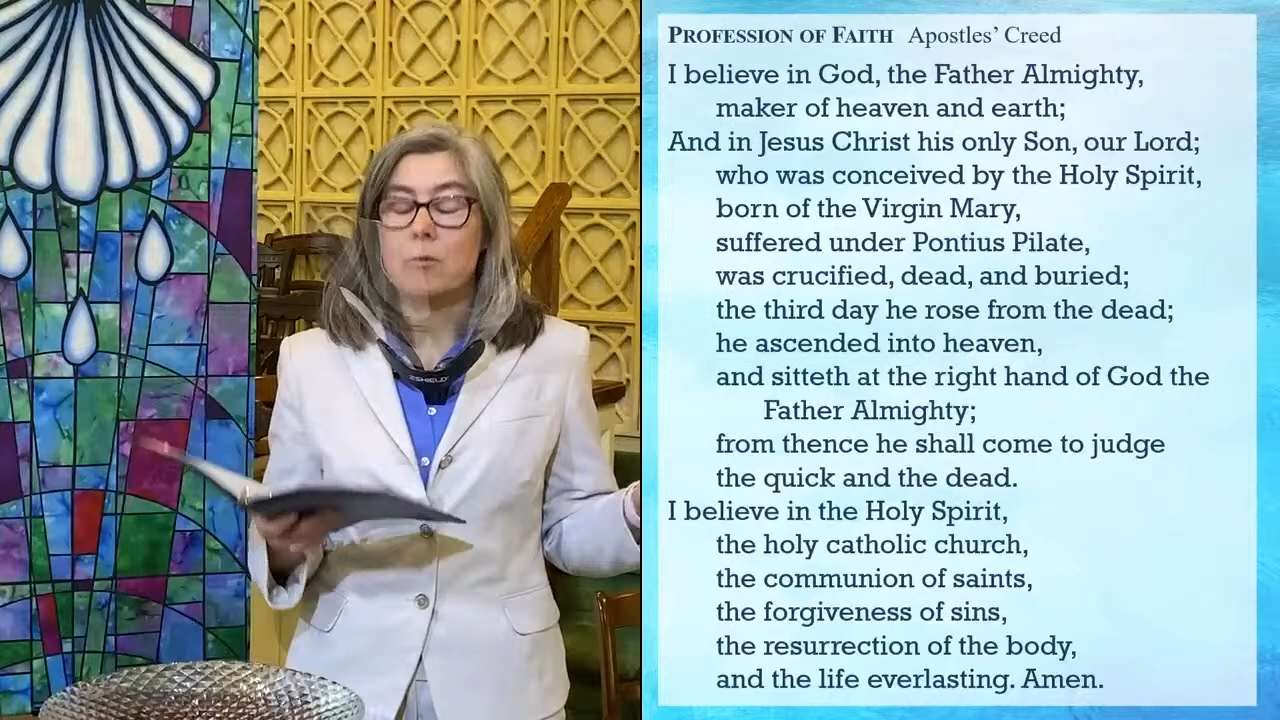 PROFESSION OF FAITH Apostles’ Creed
I believe in God, the Father Almighty,
maker of heaven and earth;
And in Jesus Christ his only Son, our Lord;
who was conceived by the Holy Spirit,
born of the Virgin Mary,
suffered under Pontius Pilate,
was crucified, dead, and buried;
the third day he rose from the dead;
he ascended into heaven,
and sitteth at the right hand of God the
Father Almighty;
from thence he shall come to judge
the quick and the dead.
I believe in the Holy Spirit,
the holy catholic church,
the communion of saints,
the forgiveness of sins,
the resurrection of the body,
and the life everlasting. Amen.
ZSHIELD